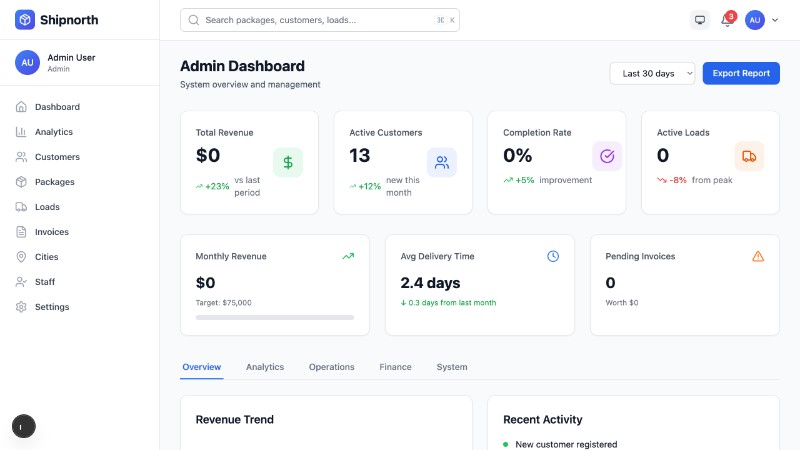 Shipnorth
Search packages, customers, loads...
⌘ K
3
AU
AU
Admin User
Admin
Dashboard
Analytics
Customers
Packages
Loads
Invoices
Cities
Staff
Settings
Admin Dashboard
System overview and management
Last 30 days
Export Report
Total Revenue
$0
+23% vs last
period
Active Customers
13
+12% new this
month
Completion Rate
0%
+5% improvement
Active Loads
0
-8% from peak
Monthly Revenue
$0
Target: $75,000
Avg Delivery Time
2.4 days
↓ 0.3 days from last month
Pending Invoices
0
Worth $0
Overview
Analytics
Operations
Finance
System
Revenue Trend
Recent Activity
New customer registered